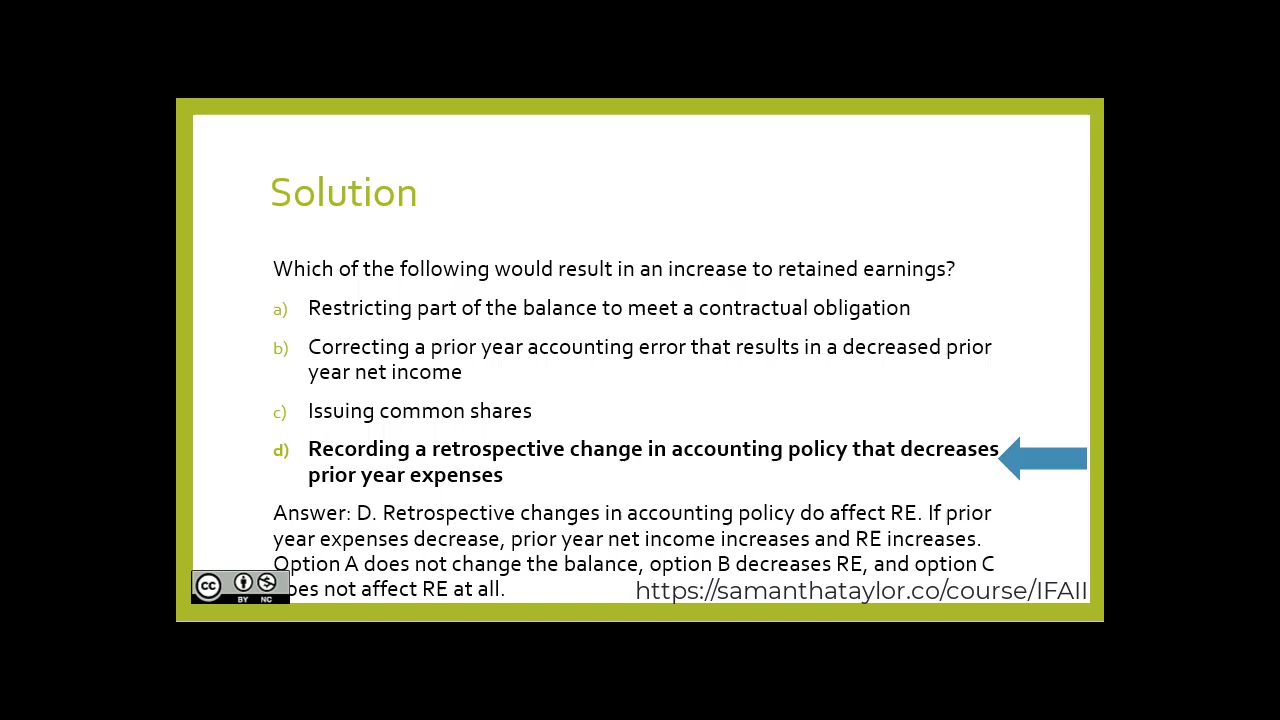 Solution
Which of the following would result in an increase to retained earnings?
a) Restricting part of the balance to meet a contractual obligation
b) Correcting a prior year accounting error that results in a decreased prior
year net income
c) Issuing common shares
d) Recording a retrospective change in accounting policy that decreases
prior year expenses
Answer: D. Retrospective changes in accounting policy do affect RE. If prior
year expenses decrease, prior year net income increases and RE increases.
Option A does not change the balance, option B decreases RE, and option C
not affect RE at all.
cc
BY NC
https://samanthataylor.co/course/IFAII